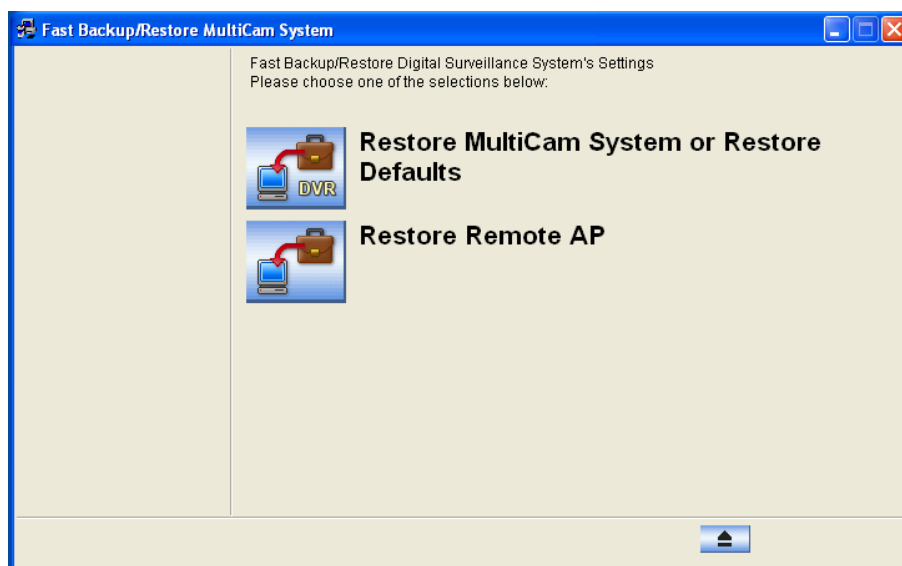 Fast Backup/Restore MultiCam System
Fast Backup/Restore Digital Surveillance System's Settings
Please choose one of the selections below:
Restore MultiCam System or Restore
Defaults
DVR
Restore Remote AP